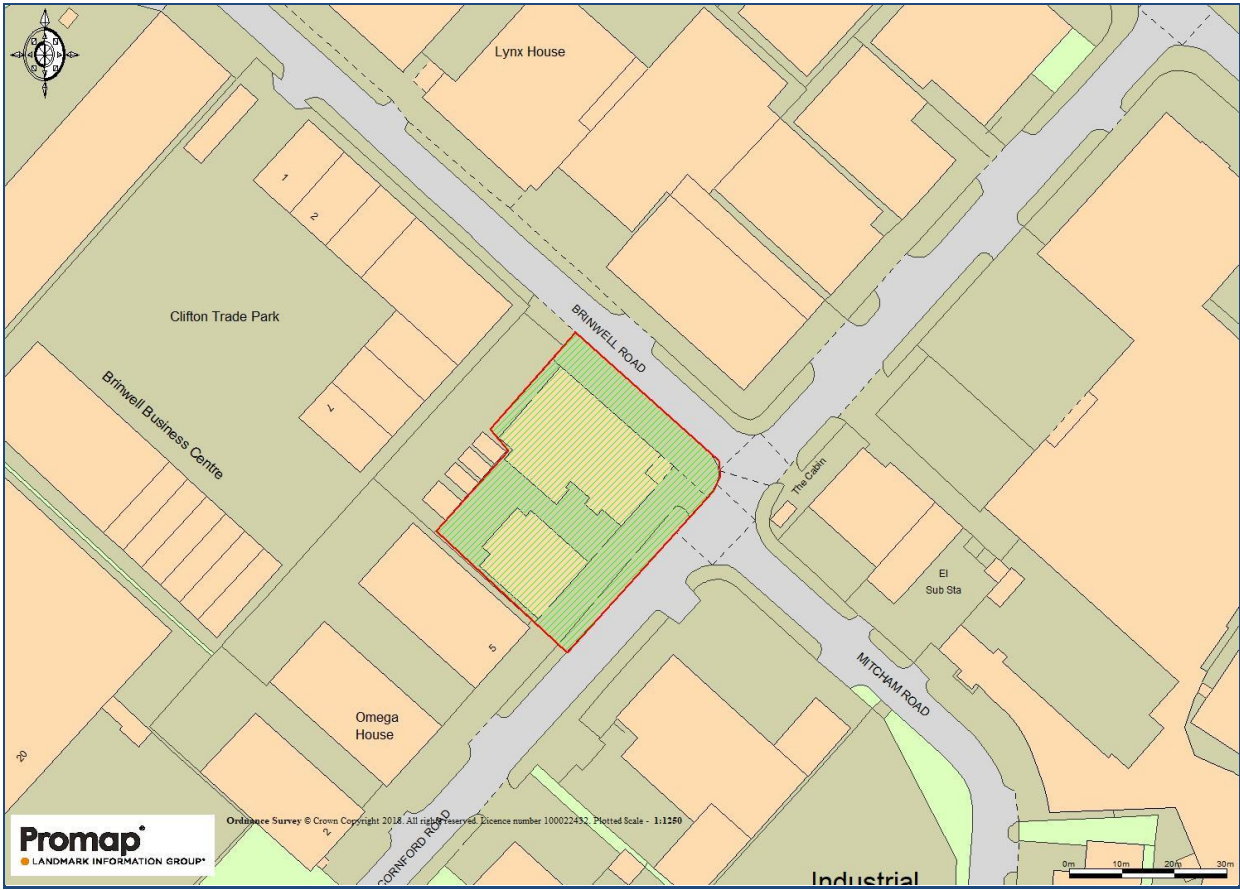 Lynx House
1
2
Clifton Trade Park
BRINWELL ROAD
7
Brinwell Business Centre
The Cabin
El
Sub Sta
5
MITCHAM ROAD
Omega
House
20
2
CORNFORD ROAD
Industrial
Promap
LANDMARK INFORMATION GROUP
Ordnance Survey © Crown Copyright 2018. All rights reserved. Licence number 100022432. Plotted Scale - 1:1250
0m 10m 20m 30m